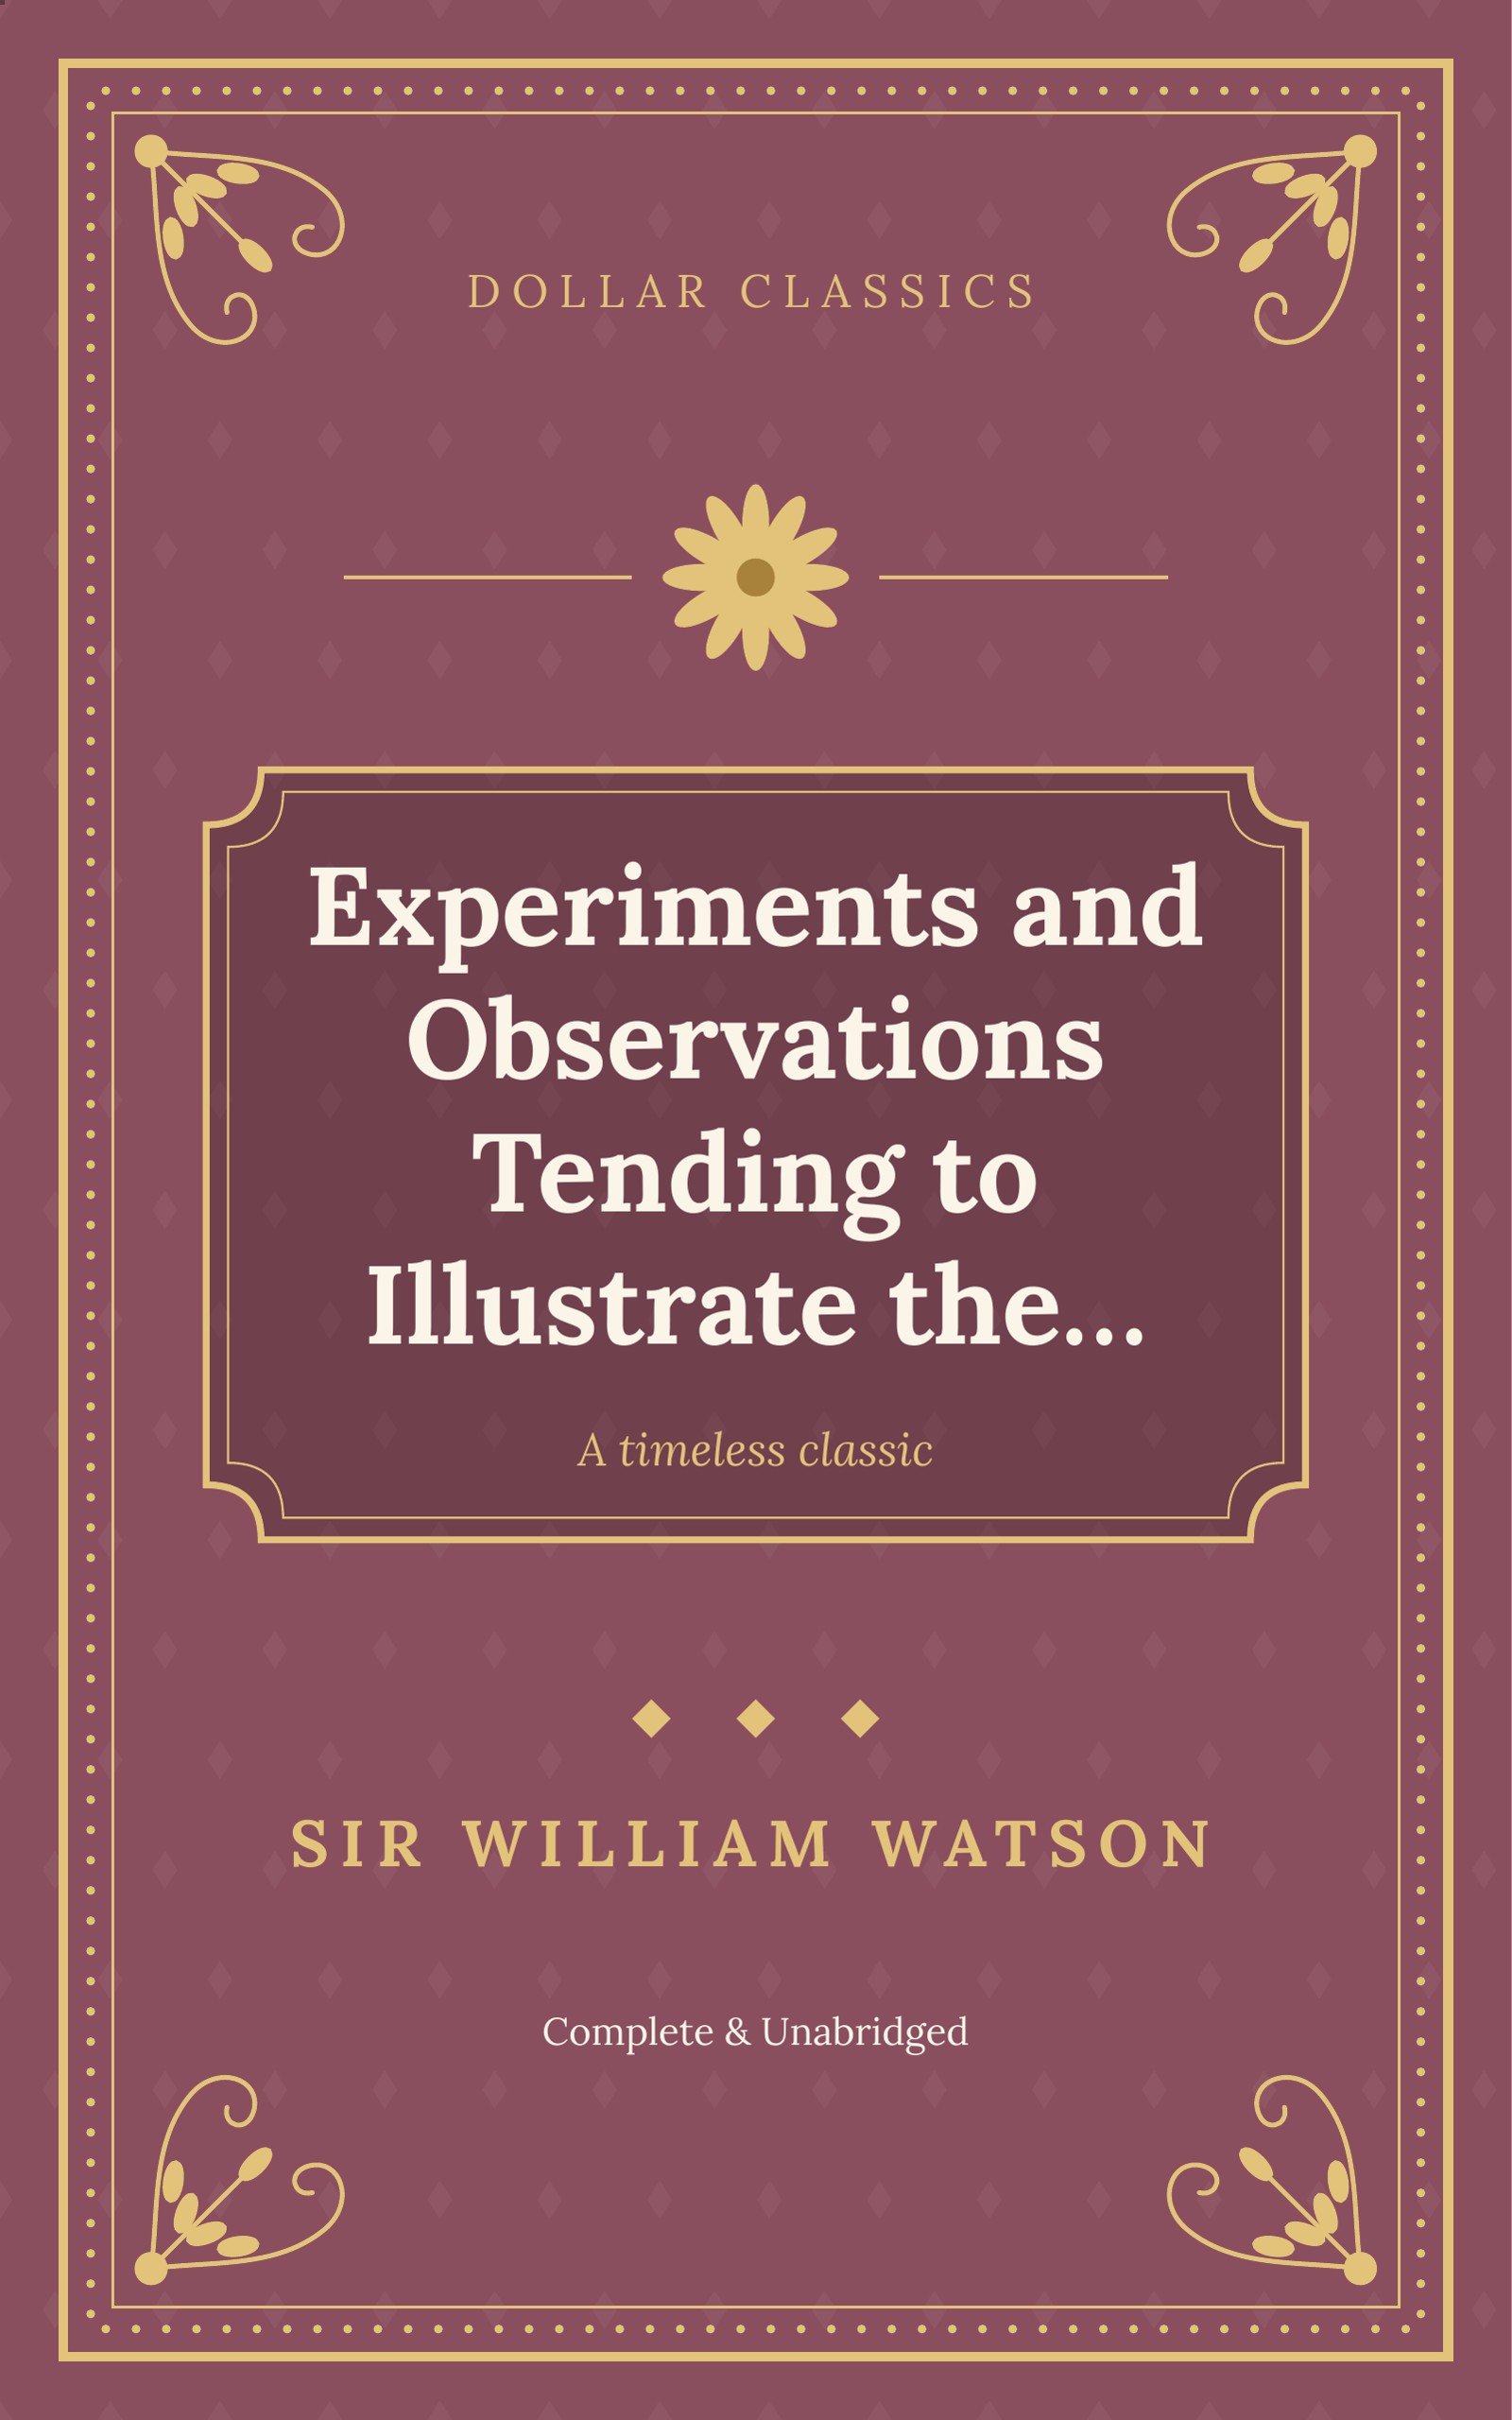 DOLLAR CLASSICS
Experiments and
Observations
Tending to
Illustrate the...
A timeless classic
SIR WILLIAM WATSON
Complete & Unabridged